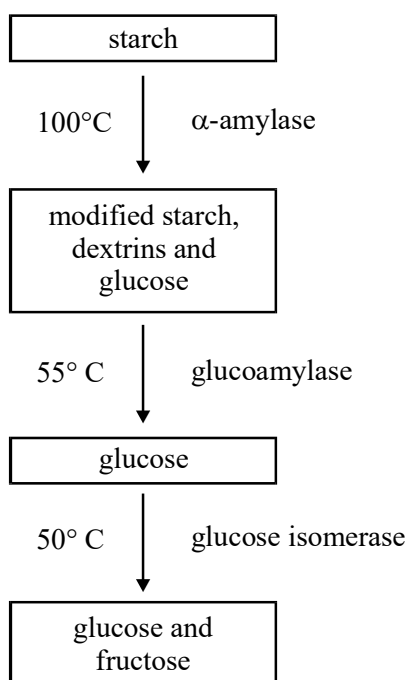 starch
100°C α-amylase
modified starch,
dextrins and
glucose
55° C glucoamylase
glucose
50° C glucose isomerase
glucose and
fructose